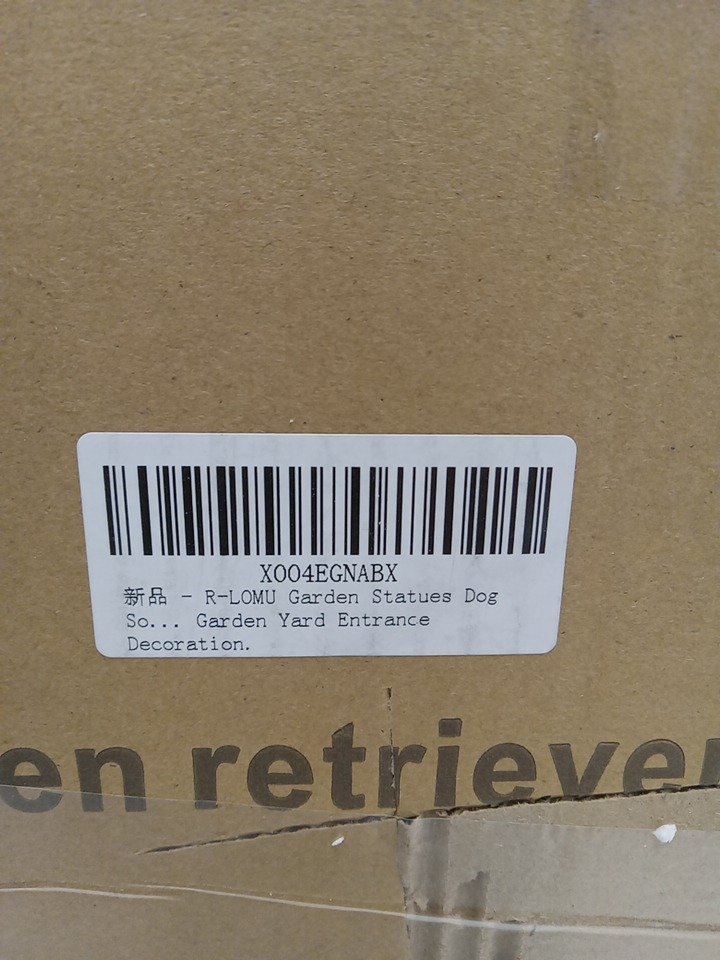 X004EGNABX
新品 - R-LOMU Garden Statues Dog
So... Garden Yard Entrance
Decoration.
en retriever